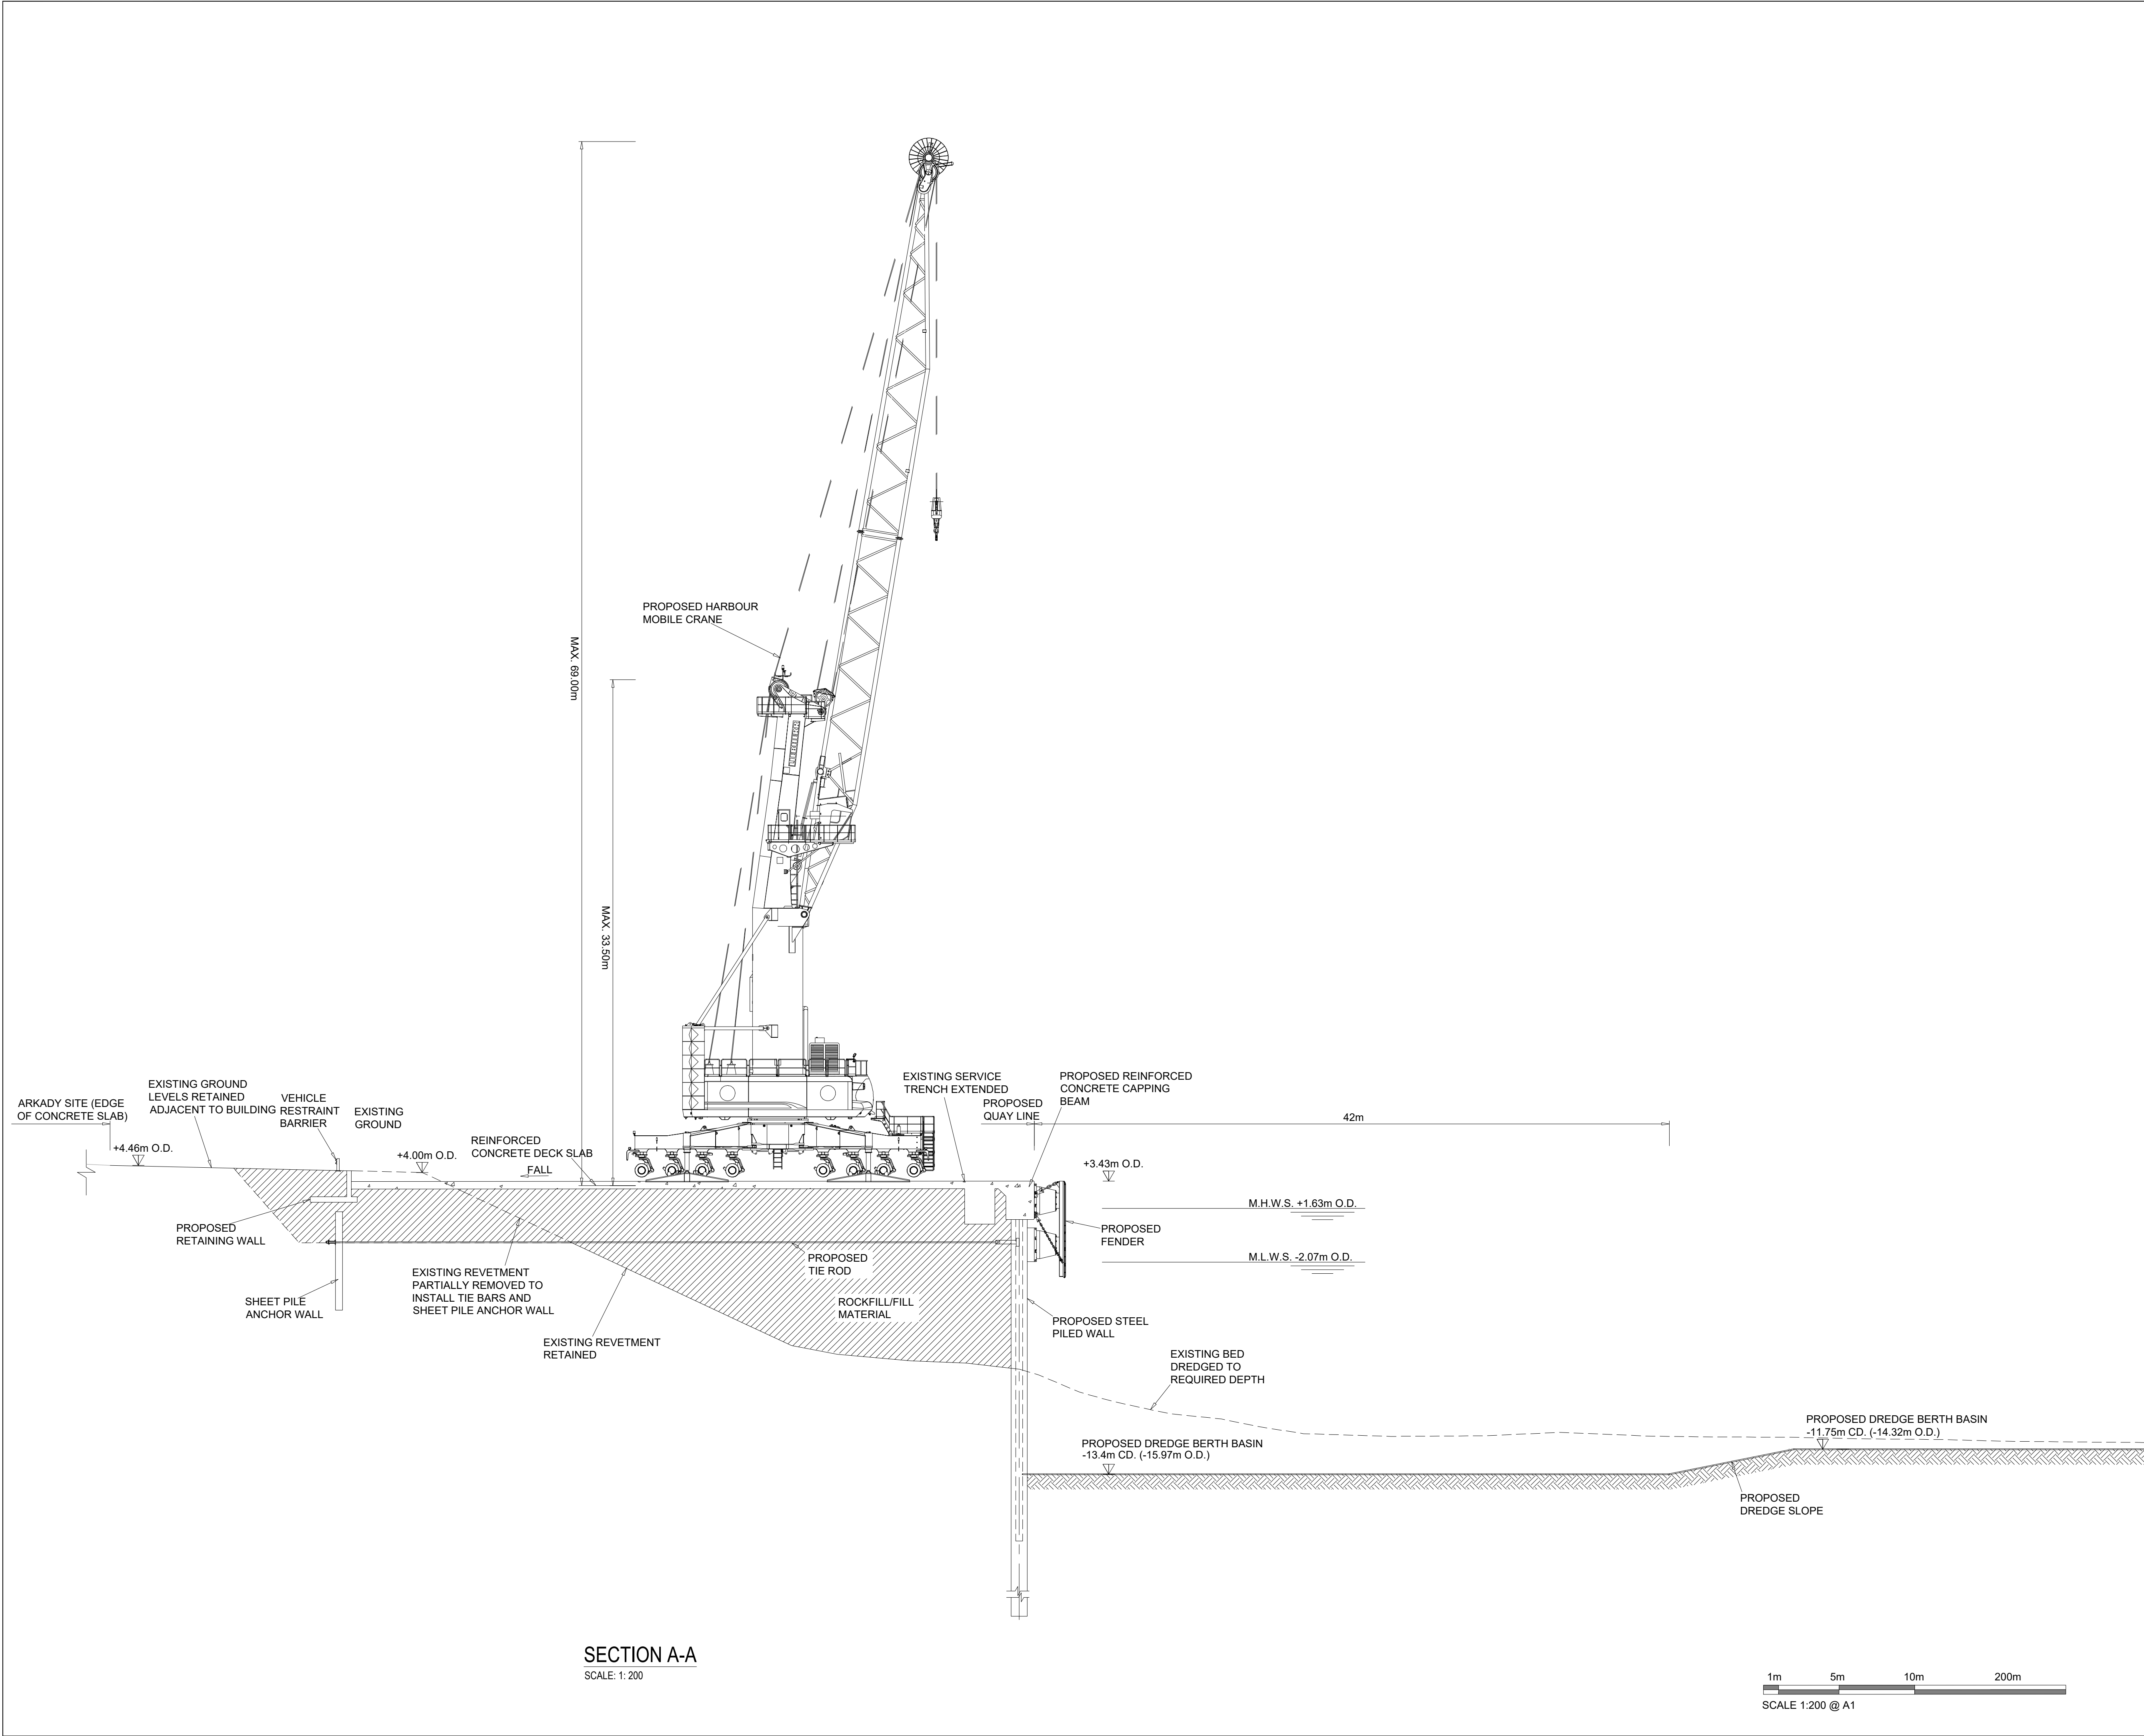 PROPOSED HARBOUR
MOBILE CRANE
MAX. 69.00m
MAX. 33.50m
ARKADY SITE (EDGE
OF CONCRETE SLAB)
EXISTING GROUND
LEVELS RETAINED
ADJACENT TO BUILDING
VEHICLE
RESTRAINT
BARRIER
EXISTING
GROUND
+4.46m O.D.
+4.00m O.D.
REINFORCED
CONCRETE DECK SLAB
FALL
EXISTING SERVICE
TRENCH EXTENDED
PROPOSED
QUAY LINE
PROPOSED REINFORCED
CONCRETE CAPPING
BEAM
42m
+3.43m O.D.
M.H.W.S. +1.63m O.D.
M.L.W.S. -2.07m O.D.
PROPOSED
FENDER
PROPOSED
RETAINING WALL
SHEET PILE
ANCHOR WALL
EXISTING REVETMENT
PARTIALLY REMOVED TO
INSTALL TIE BARS AND
SHEET PILE ANCHOR WALL
EXISTING REVETMENT
RETAINED
PROPOSED
TIE ROD
ROCKFILL/FILL
MATERIAL
PROPOSED STEEL
PILED WALL
EXISTING BED
DREDGED TO
REQUIRED DEPTH
PROPOSED DREDGE BERTH BASIN
-13.4m CD. (-15.97m O.D.)
PROPOSED DREDGE BERTH BASIN
-11.75m CD. (-14.32m O.D.)
PROPOSED
DREDGE SLOPE
SECTION A-A
SCALE: 1: 200
1m 5m 10m 200m
SCALE 1:200 @ A1